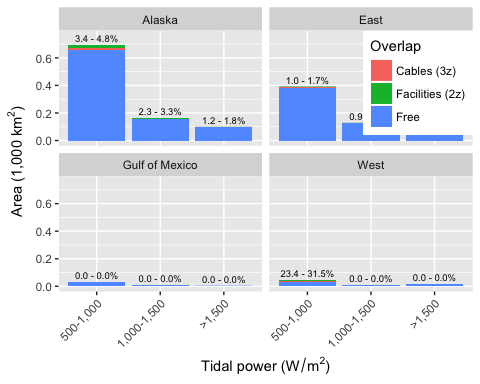 Alaska
East
3.4 - 4.8%
2.3 - 3.3%
1.2 - 1.8%
1.0 - 1.7%
0.9
Overlap
Cables (3z)
Facilities (2z)
Free
0.6
0.4
0.2
0.0
Area (1,000 km²)
Gulf of Mexico
West
0.6
0.4
0.2
0.0
0.0 - 0.0%
0.0 - 0.0%
0.0 - 0.0%
23.4 - 31.5%
0.0 - 0.0%
0.0 - 0.0%
500-1,000
1,000-1,500
>1,500
500-1,000
1,000-1,500
>1,500
Tidal power (W/m²)